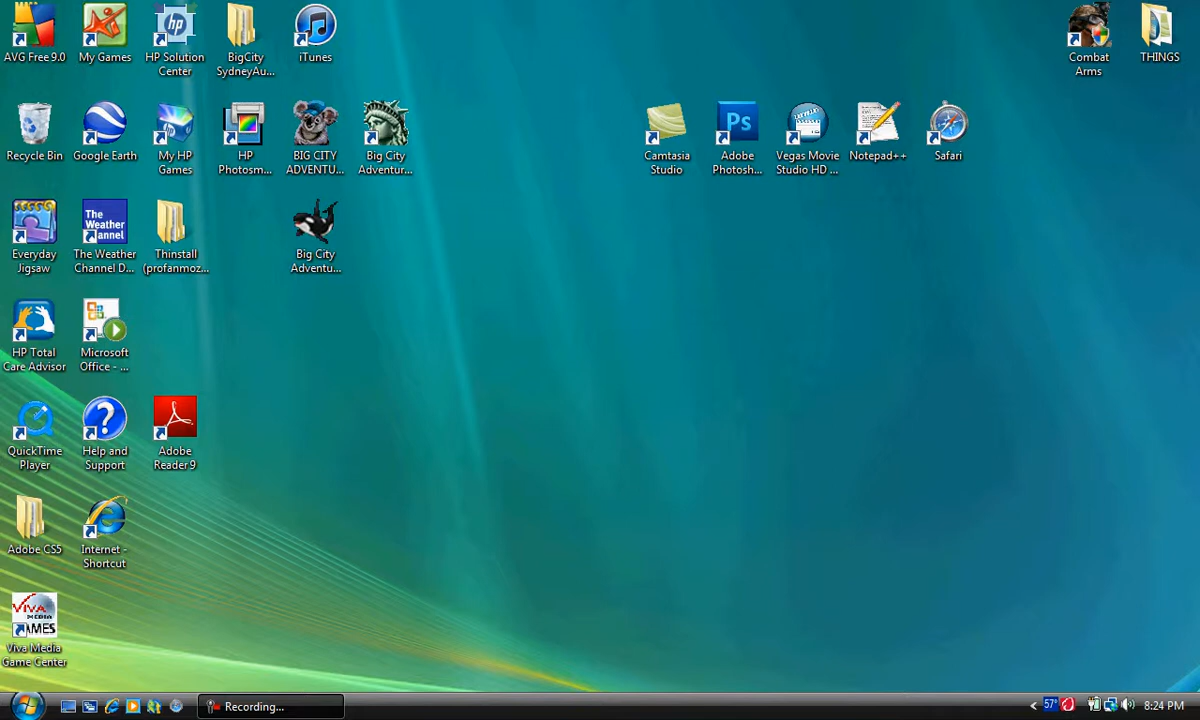 AVG Free 9.0
My Games
HP Solution
Center
BigCity
SydneyAu...
iTunes
Combat
Arms
THINGS
Recycle Bin
Google Earth
My HP
Games
HP
Photosm...
BIG CITY
ADVENTU...
Big City
Adventur...
Camtasia
Studio
Ps
Adobe
Photosh...
Vegas Movie
Studio HD ...
Notepad++
Safari
Everyday
Jigsaw
The
Weather
Channel
The Weather
Channel D...
Thinstall
(profanmoz...
Big City
Adventu...
HP Total
Care Advisor
Microsoft
Office - ...
QuickTime
Player
Help and
Support
Adobe
Reader 9
Adobe CS5
Internet -
Shortcut
VIVA
MEDIA
GAMES
Viva Media
Game Center
Recording...
57°
8:24 PM